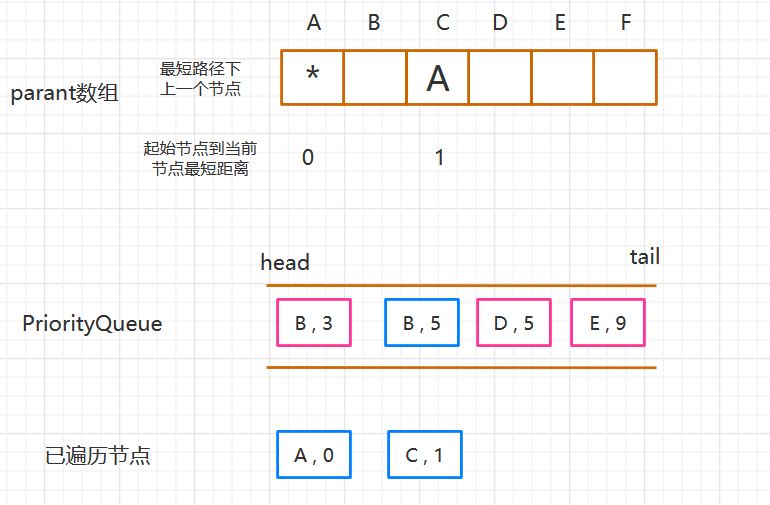 A B C D E F
最短路径下
上一个节点
parant数组
* A
起始节点到当前
节点最短距离
0 1
head
tail
PriorityQueue
B , 3 B , 5 D , 5 E , 9
已遍历节点
A , 0 C , 1